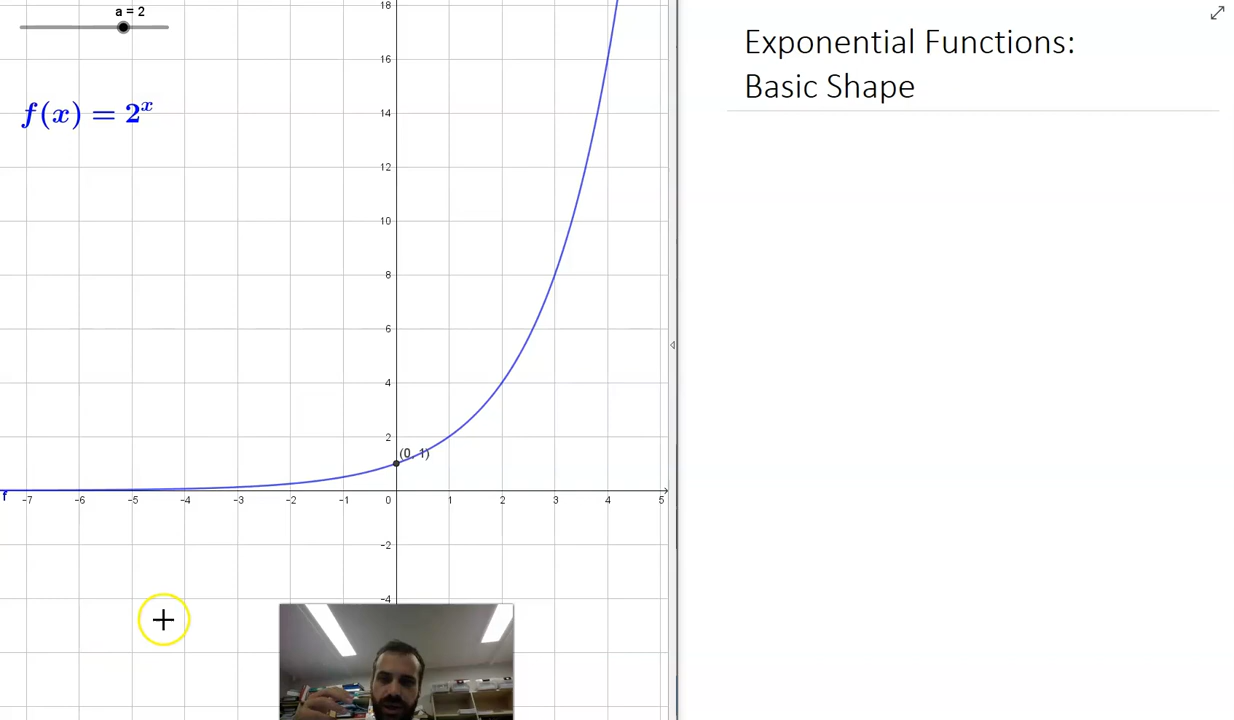 a = 2
f(x) = 2^x
Exponential Functions:
Basic Shape
18
16
14
12
10
8
6
4
2
(0, 1)
f
-7 -6 -5 -4 -3 -2 -1 0 1 2 3 4 5
-2
-4